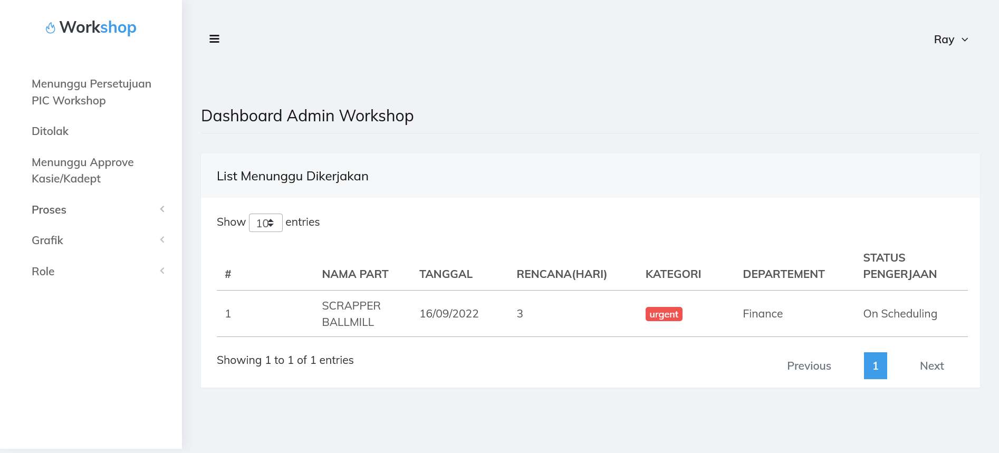 Workshop
Ray
Menunggu Persetujuan
PIC Workshop
Ditolak
Menunggu Approve
Kasie/Kadept
Proses
Grafik
Role
Dashboard Admin Workshop
List Menunggu Dikerjakan
Show 10 entries
# NAMA PART TANGGAL RENCANA(HARI) KATEGORI DEPARTEMENT STATUS
PENGERJAAN
1 SCRAPPER
BALLMILL 16/09/2022 3 urgent Finance On Scheduling
Showing 1 to 1 of 1 entries
Previous 1 Next